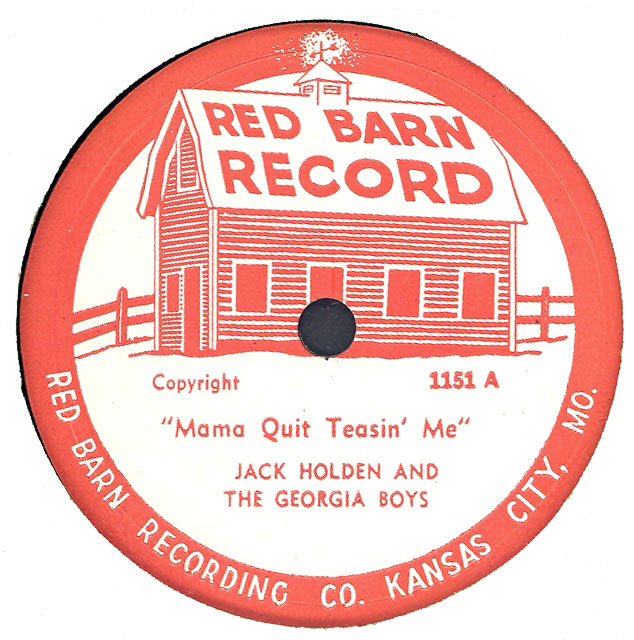 RED BARN
RECORD
Copyright
1151 A
"Mama Quit Teasin' Me"
JACK HOLDEN AND
THE GEORGIA BOYS
RED BARN RECORDING CO. KANSAS CITY, MO.